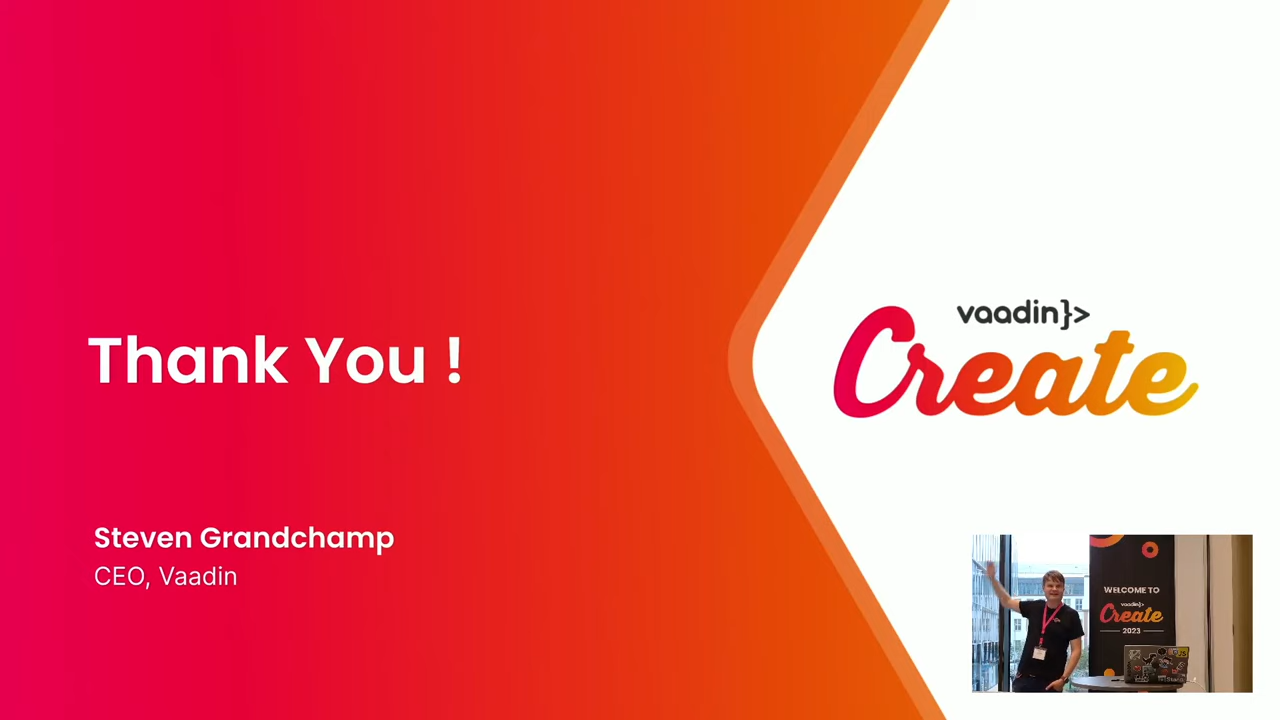 Thank You !
Steven Grandchamp
CEO, Vaadin
vaadin}>
Create
WELCOME TO
vaadin}>
Create
2023